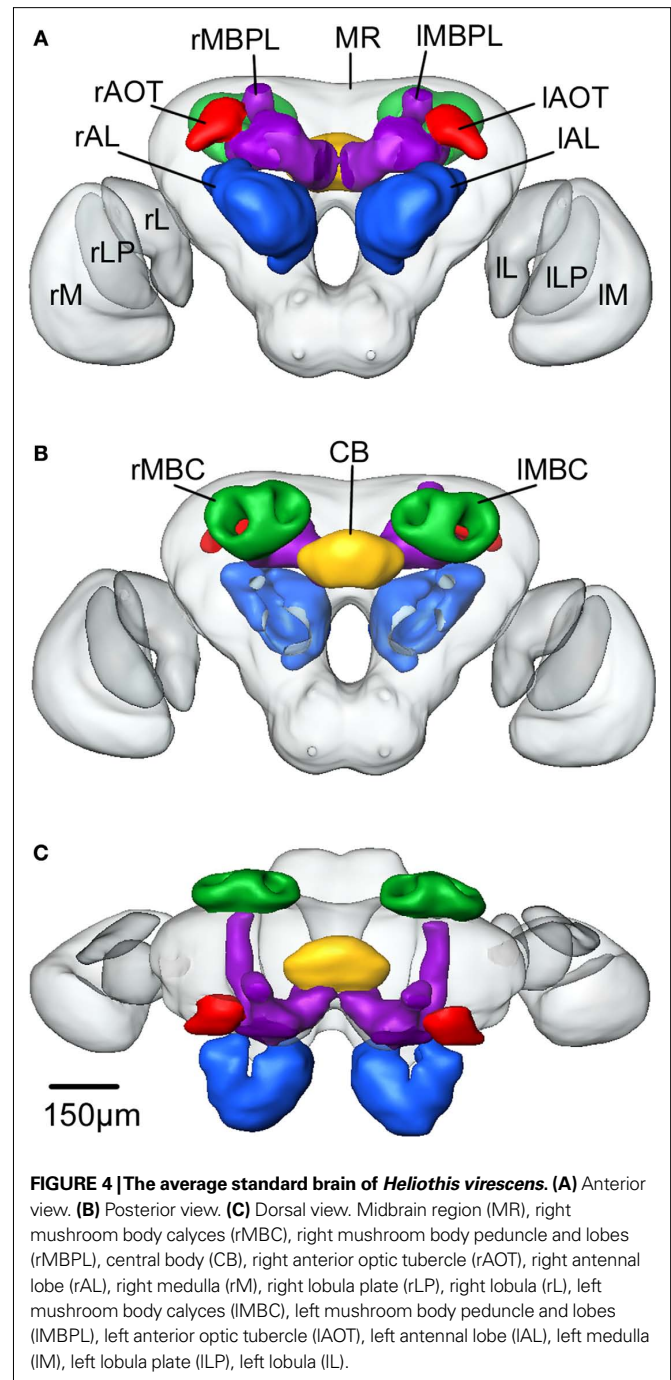 A
rMBPL MR lMBPL
rAOT lAOT
rAL lAL
rL
rLP lL lLP
rM lM
B
CB
rMBC lMBC
C
150µm
FIGURE 4 | The average standard brain of Heliothis virescens. (A) Anterior
view. (B) Posterior view. (C) Dorsal view. Midbrain region (MR), right
mushroom body calyces (rMBC), right mushroom body peduncle and lobes
(rMBPL), central body (CB), right anterior optic tubercle (rAOT), right antennal
lobe (rAL), right medulla (rM), right lobula plate (rLP), right lobula (rL), left
mushroom body calyces (lMBC), left mushroom body peduncle and lobes
(lMBPL), left anterior optic tubercle (lAOT), left antennal lobe (lAL), left medulla
(lM), left lobula plate (lLP), left lobula (lL).